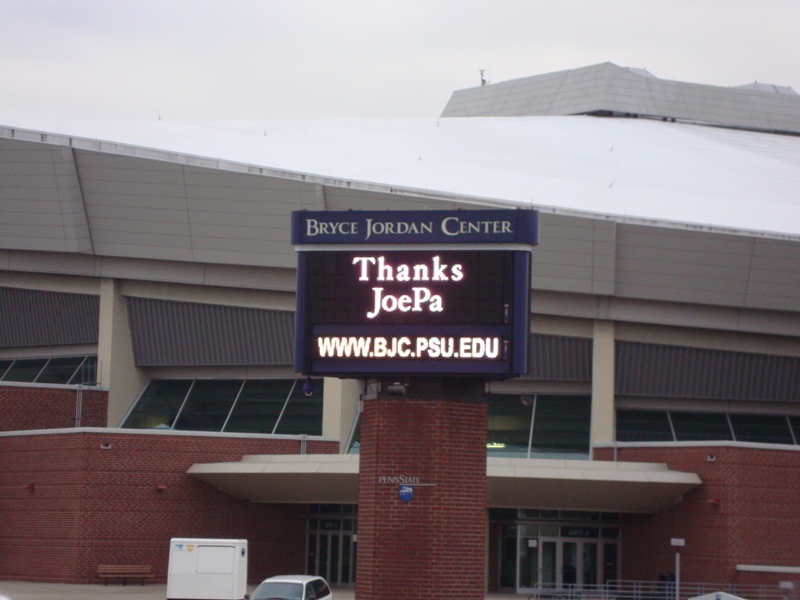 Bryce Jordan Center
Thanks
JoePa
WWW.BJC.PSU.EDU
PENNSTATE